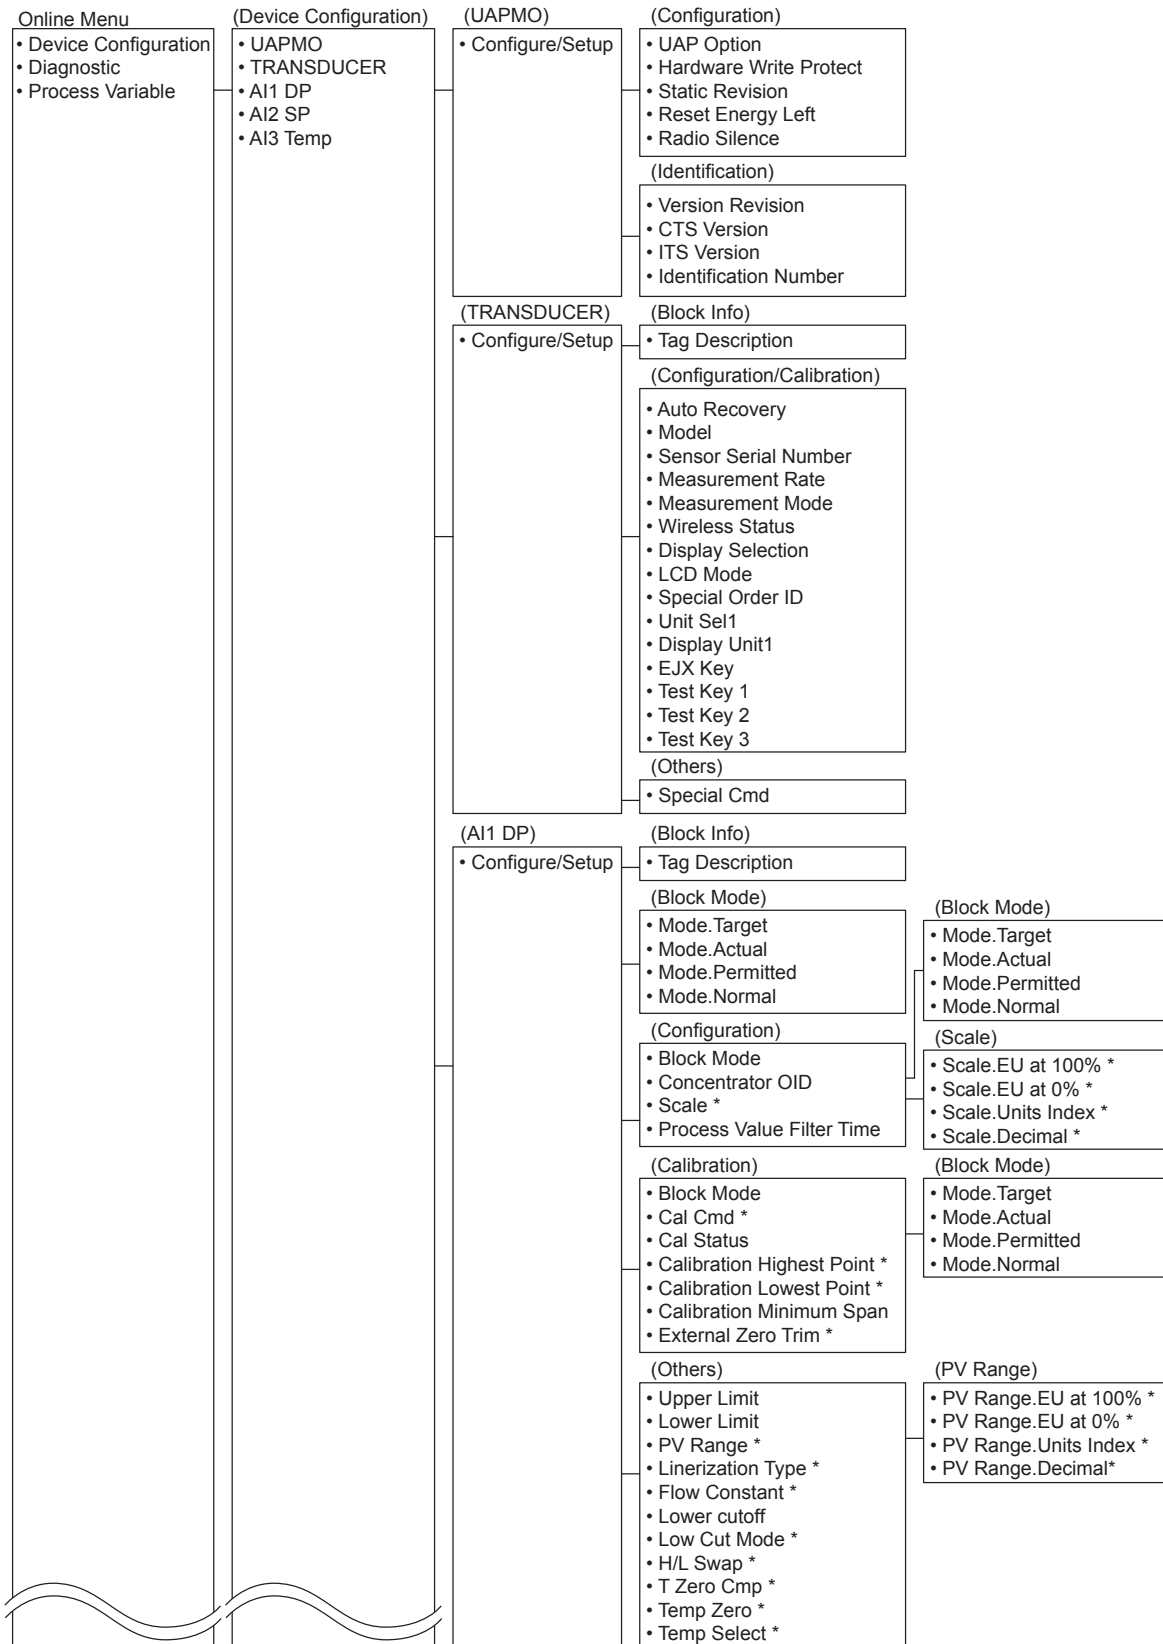 Online Menu
• Device Configuration
• Diagnostic
• Process Variable
(Device Configuration)
• UAPMO
• TRANSDUCER
• AI1 DP
• AI2 SP
• AI3 Temp
(UAPMO)
• Configure/Setup
(Configuration)
• UAP Option
• Hardware Write Protect
• Static Revision
• Reset Energy Left
• Radio Silence
(Identification)
• Version Revision
• CTS Version
• ITS Version
• Identification Number
(TRANSDUCER)
• Configure/Setup
(Block Info)
• Tag Description
(Configuration/Calibration)
• Auto Recovery
• Model
• Sensor Serial Number
• Measurement Rate
• Measurement Mode
• Wireless Status
• Display Selection
• LCD Mode
• Special Order ID
• Unit Sel1
• Display Unit1
• EJX Key
• Test Key 1
• Test Key 2
• Test Key 3
(Others)
• Special Cmd
(AI1 DP)
• Configure/Setup
(Block Info)
• Tag Description
(Block Mode)
• Mode.Target
• Mode.Actual
• Mode.Permitted
• Mode.Normal
(Configuration)
• Block Mode
• Concentrator OID
• Scale *
• Process Value Filter Time
(Block Mode)
• Mode.Target
• Mode.Actual
• Mode.Permitted
• Mode.Normal
(Scale)
• Scale.EU at 100% *
• Scale.EU at 0% *
• Scale.Units Index *
• Scale.Decimal *
(Calibration)
• Block Mode
• Cal Cmd *
• Cal Status
• Calibration Highest Point *
• Calibration Lowest Point *
• Calibration Minimum Span
• External Zero Trim *
(Block Mode)
• Mode.Target
• Mode.Actual
• Mode.Permitted
• Mode.Normal
(Others)
• Upper Limit
• Lower Limit
• PV Range *
• Linerization Type *
• Flow Constant *
• Lower cutoff
• Low Cut Mode *
• H/L Swap *
• T Zero Cmp *
• Temp Zero *
• Temp Select *
(PV Range)
• PV Range.EU at 100% *
• PV Range.EU at 0% *
• PV Range.Units Index *
• PV Range.Decimal*